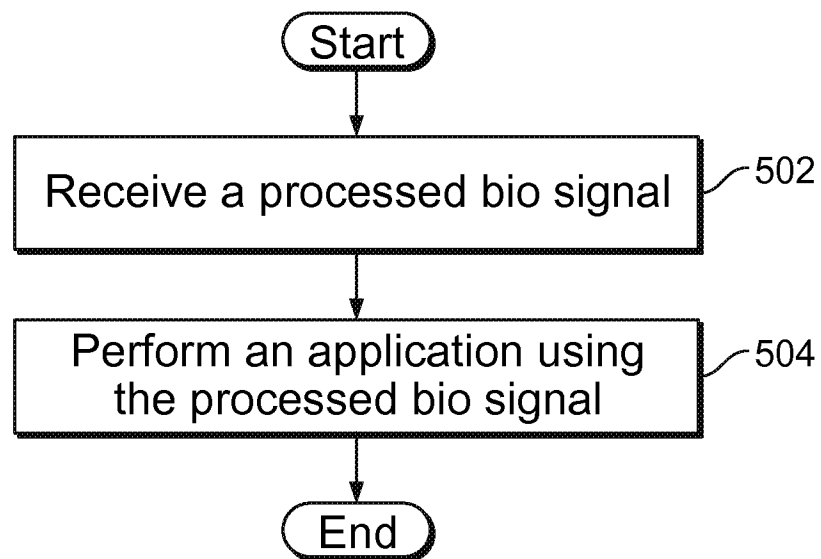 Start
Receive a processed bio signal
502
Perform an application using
the processed bio signal
504
End